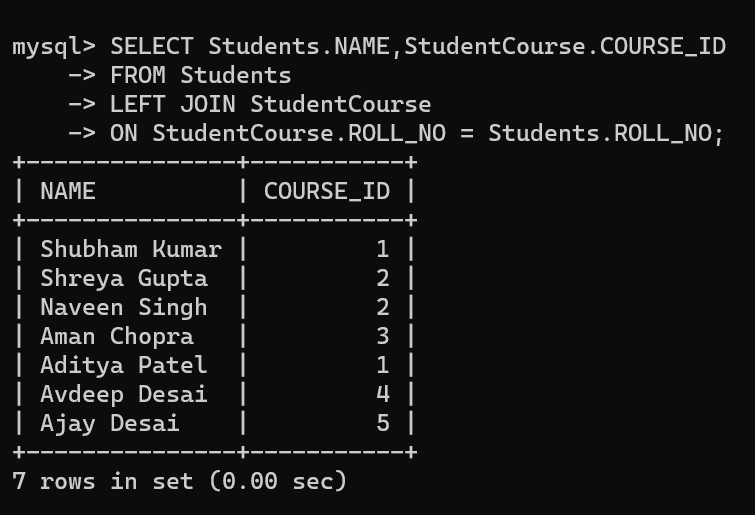 mysql> SELECT Students.NAME,StudentCourse.COURSE_ID
    -> FROM Students
    -> LEFT JOIN StudentCourse
    -> ON StudentCourse.ROLL_NO = Students.ROLL_NO;
+---------------+-----------+
| NAME          | COURSE_ID |
+---------------+-----------+
| Shubham Kumar |         1 |
| Shreya Gupta  |         2 |
| Naveen Singh  |         2 |
| Aman Chopra   |         3 |
| Aditya Patel  |         1 |
| Avdeep Desai  |         4 |
| Ajay Desai    |         5 |
+---------------+-----------+
7 rows in set (0.00 sec)